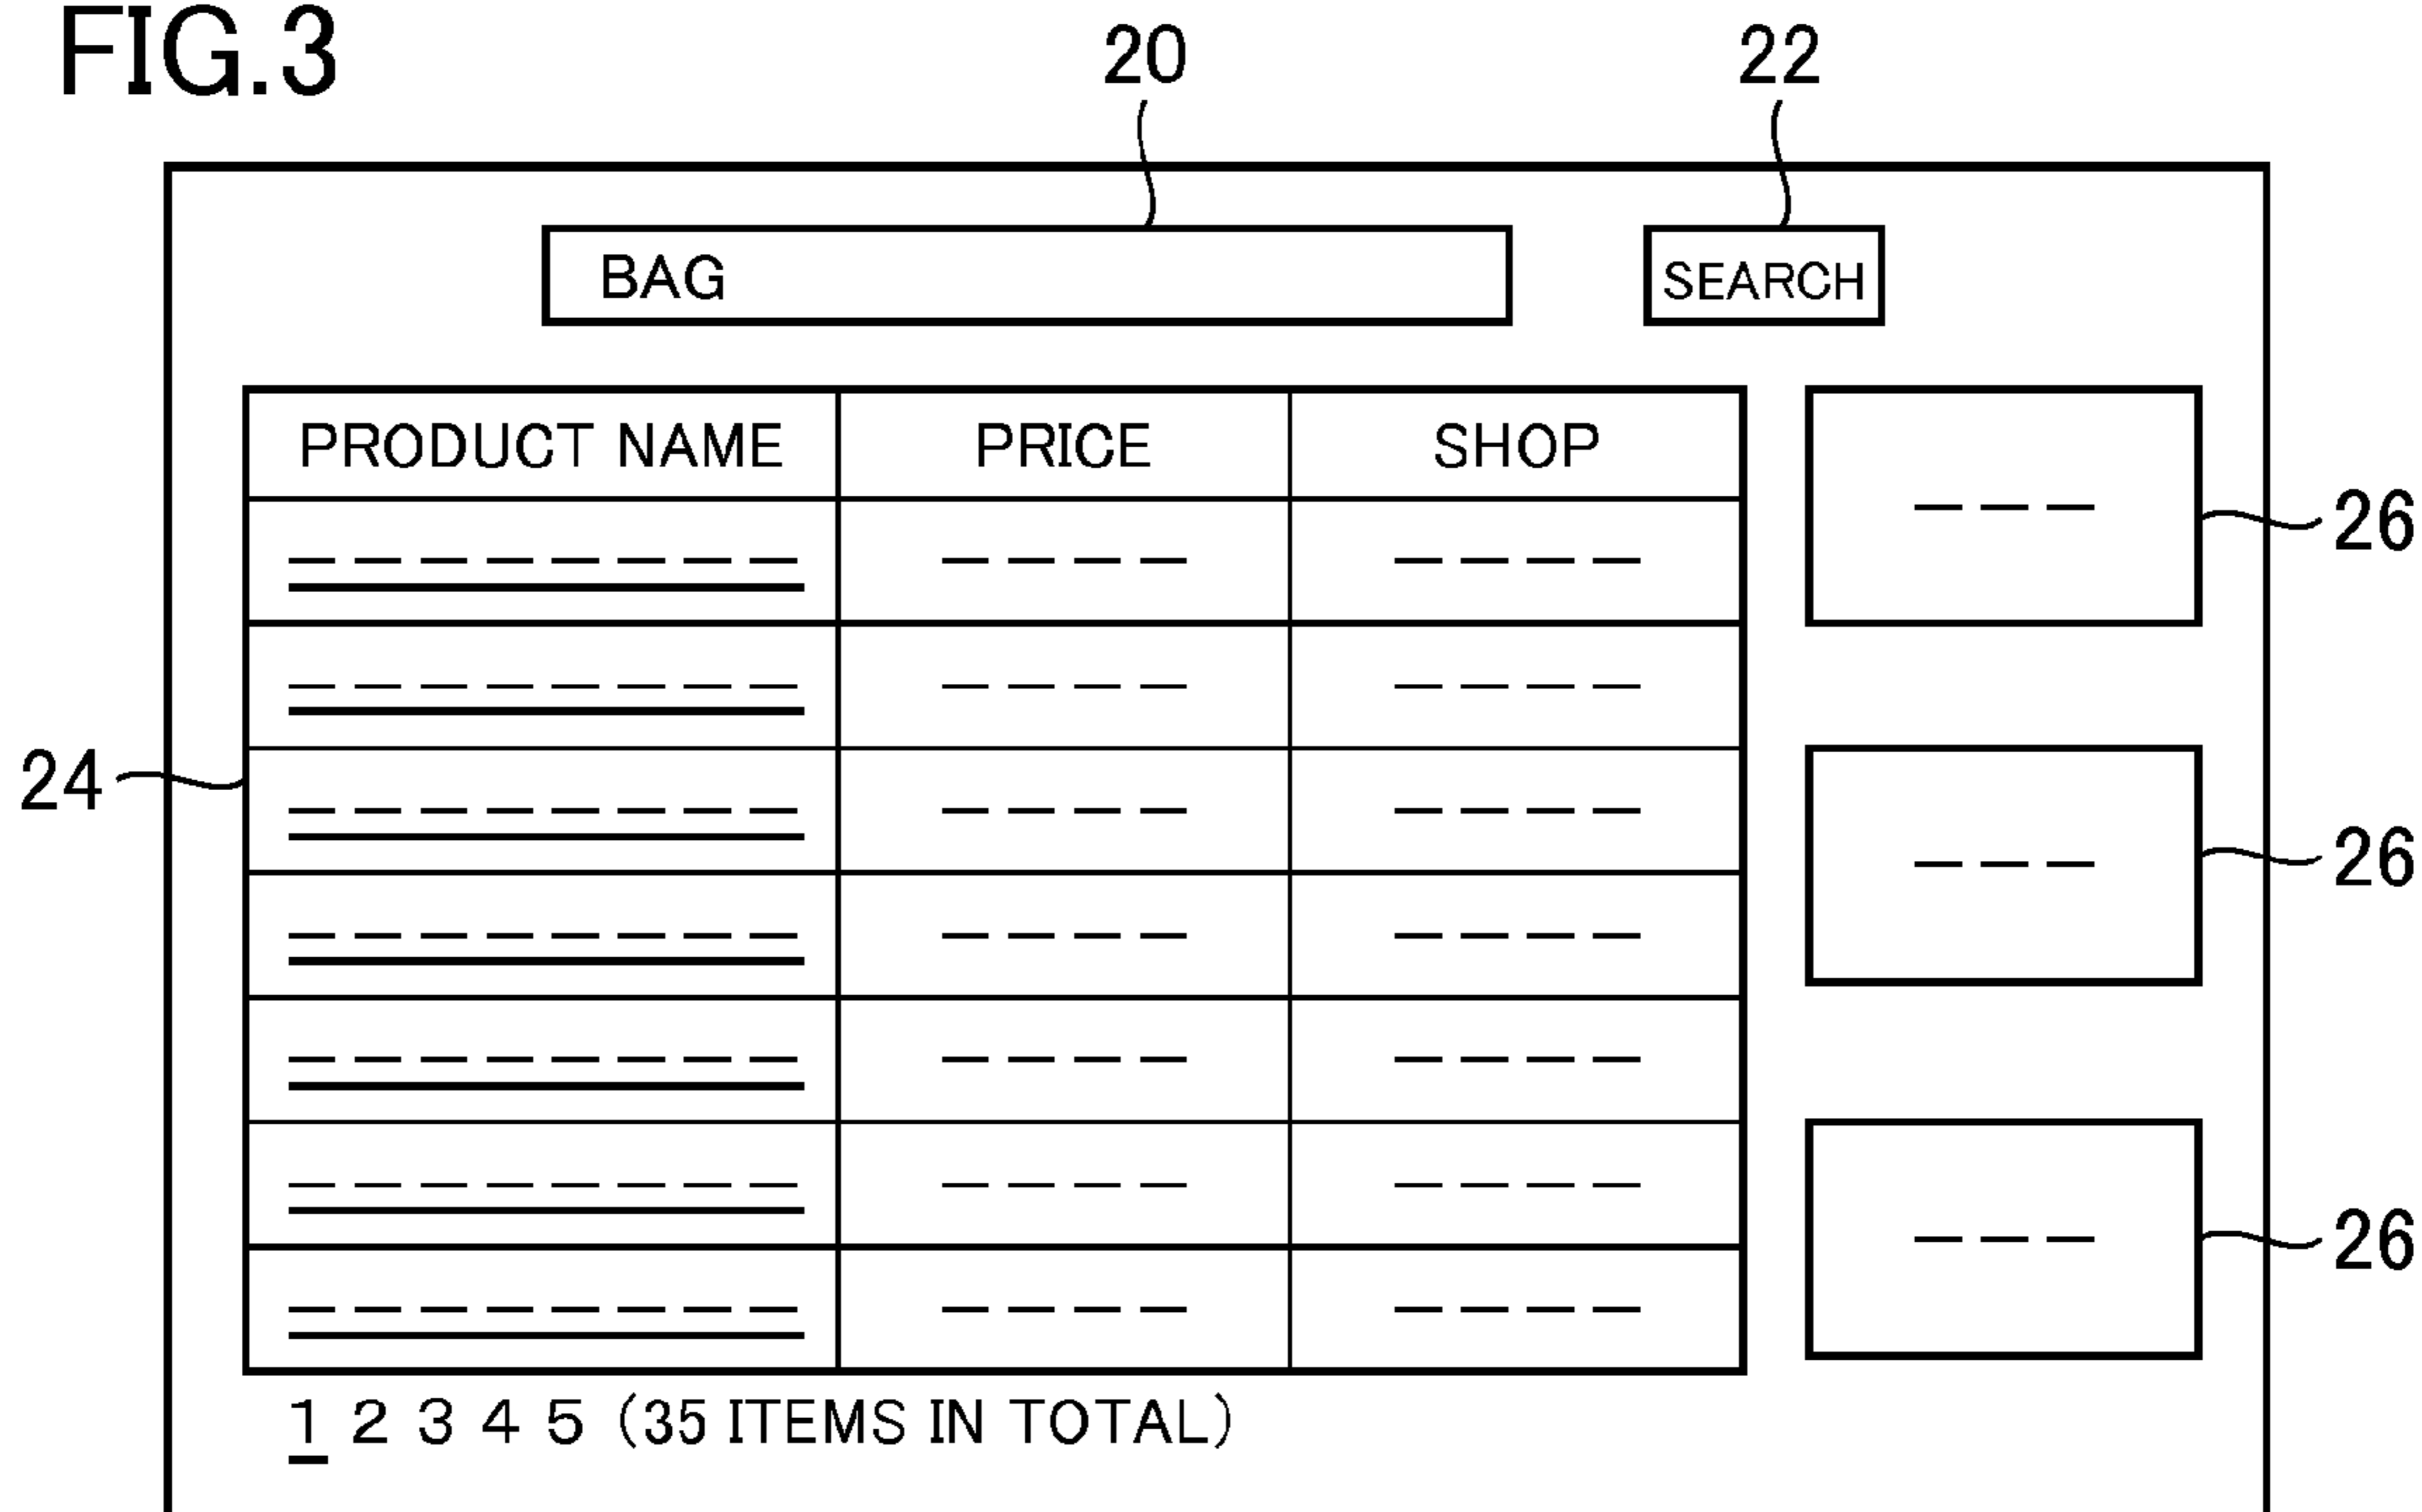 FIG.3
20 22
BAG SEARCH
PRODUCT NAME PRICE SHOP
26
24
26
26
1 2 3 4 5 (35 ITEMS IN TOTAL)